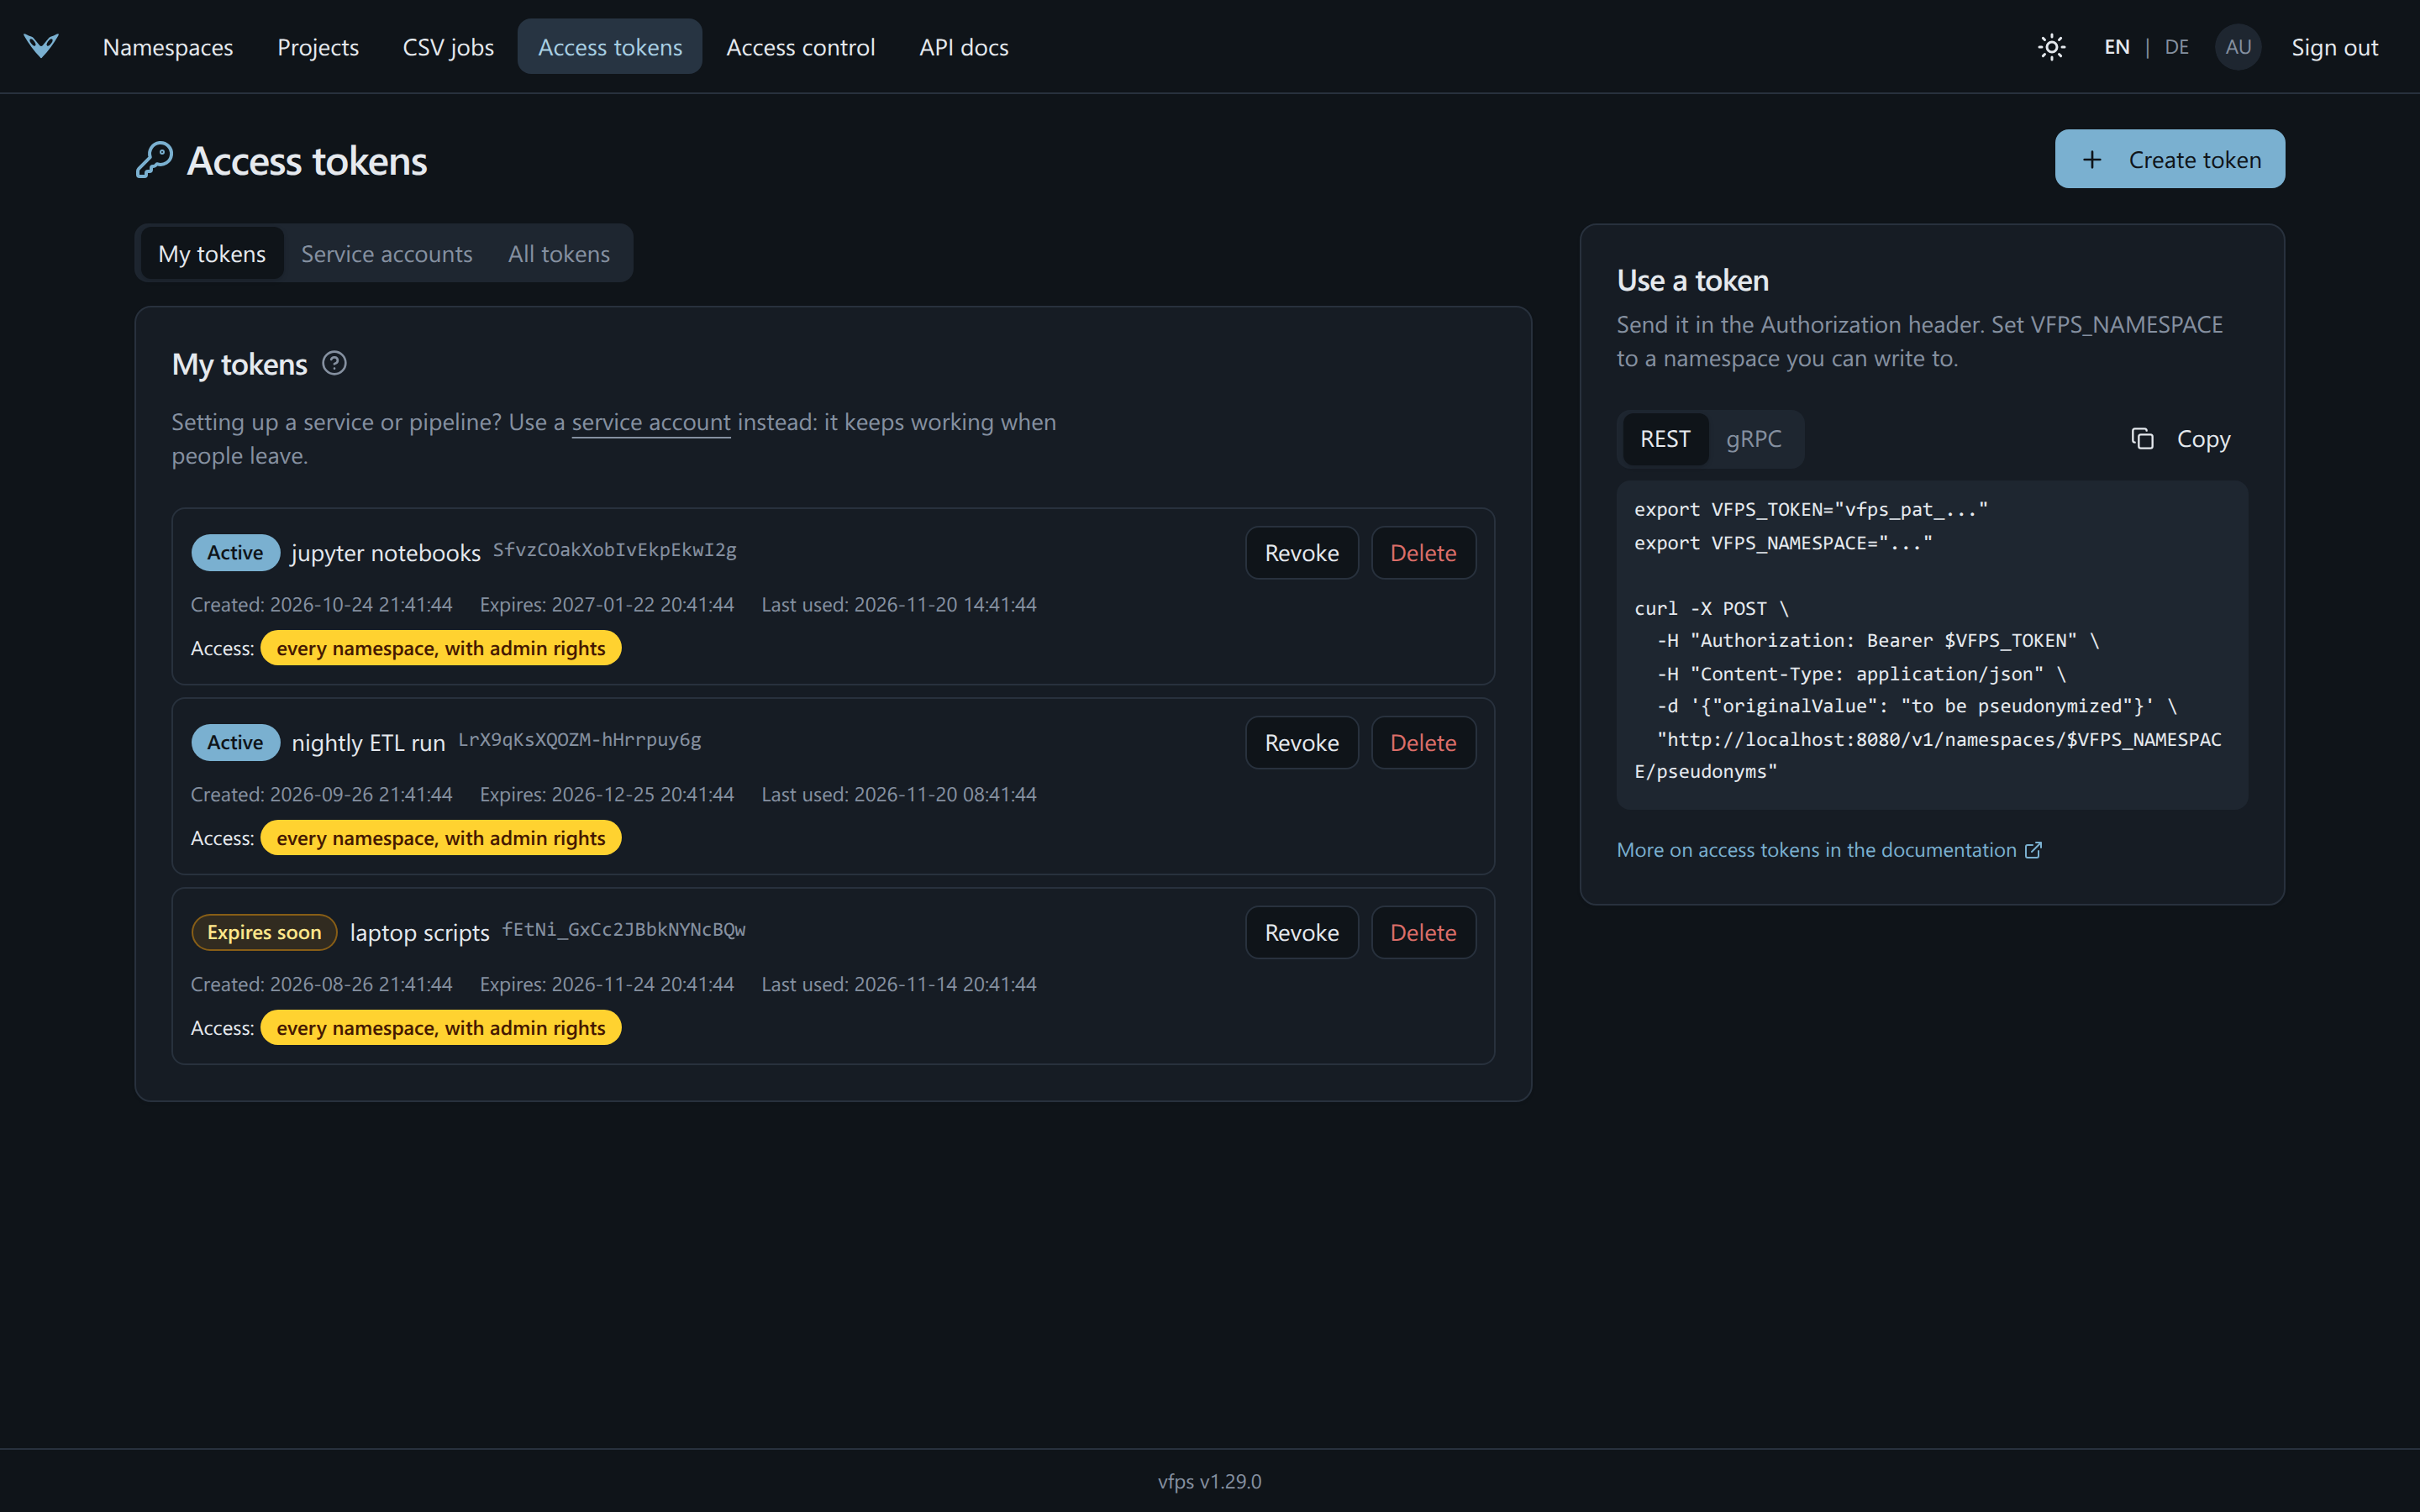 Namespaces Projects CSV jobs Access tokens Access control API docs EN | DE AU Sign out
Access tokens
Create token
My tokens Service accounts All tokens
My tokens
Setting up a service or pipeline? Use a service account instead: it keeps working when
people leave.
Active jupyter notebooks SfvzCOakXobIvEkpEkwI2g Revoke Delete
Created: 2026-10-24 21:41:44 Expires: 2027-01-22 20:41:44 Last used: 2026-11-20 14:41:44
Access: every namespace, with admin rights
Active nightly ETL run LrX9qKsXQOZM-hHrrpuy6g Revoke Delete
Created: 2026-09-26 21:41:44 Expires: 2026-12-25 20:41:44 Last used: 2026-11-20 08:41:44
Access: every namespace, with admin rights
Expires soon laptop scripts fEtNi_GxCc2JBbkNYNcBQw Revoke Delete
Created: 2026-08-26 21:41:44 Expires: 2026-11-24 20:41:44 Last used: 2026-11-14 20:41:44
Access: every namespace, with admin rights
Use a token
Send it in the Authorization header. Set VFPS_NAMESPACE
to a namespace you can write to.
REST gRPC Copy
export VFPS_TOKEN="vfps_pat_..."
export VFPS_NAMESPACE="..."
curl -X POST \
-H "Authorization: Bearer $VFPS_TOKEN" \
-H "Content-Type: application/json" \
-d '{"originalValue": "to be pseudonymized"}' \
"http://localhost:8080/v1/namespaces/$VFPS_NAMESPAC
E/pseudonyms"
More on access tokens in the documentation
vfps v1.29.0